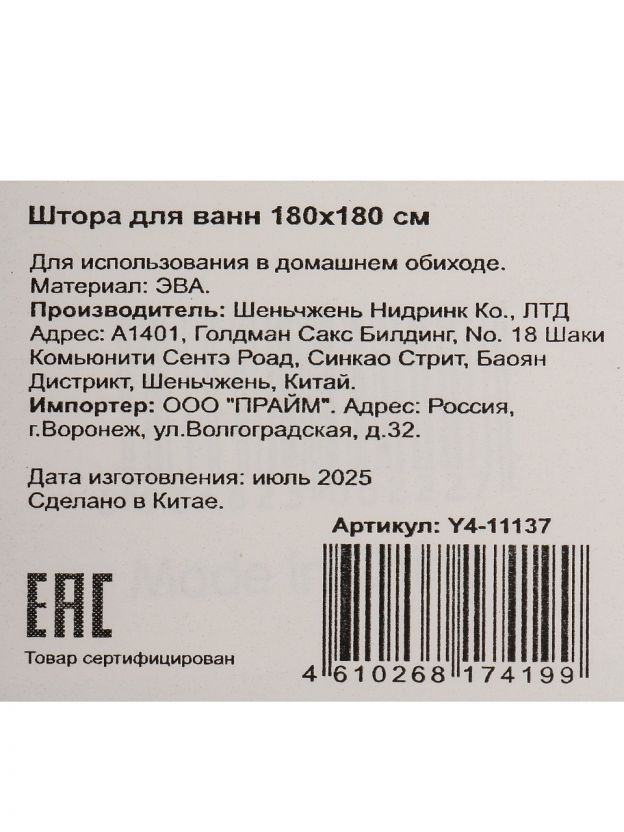 Штора для ванн 180х180 см
Для использования в домашнем обиходе.
Материал: ЭВА.
Производитель: Шеньчжень Нидринк Ко., ЛТД
Адрес: А1401, Голдман Сакс Билдинг, No. 18 Шаки
Комьюнити Сентэ Роад, Синкао Стрит, Баоян
Дистрикт, Шеньчжень, Китай.
Импортер: ООО "ПРАЙМ". Адрес: Россия,
г.Воронеж, ул.Волгоградская, д.32.
Дата изготовления: июль 2025
Сделано в Китае.
Артикул: Y4-11137
EAC
Товар сертифицирован
4 610268 174199